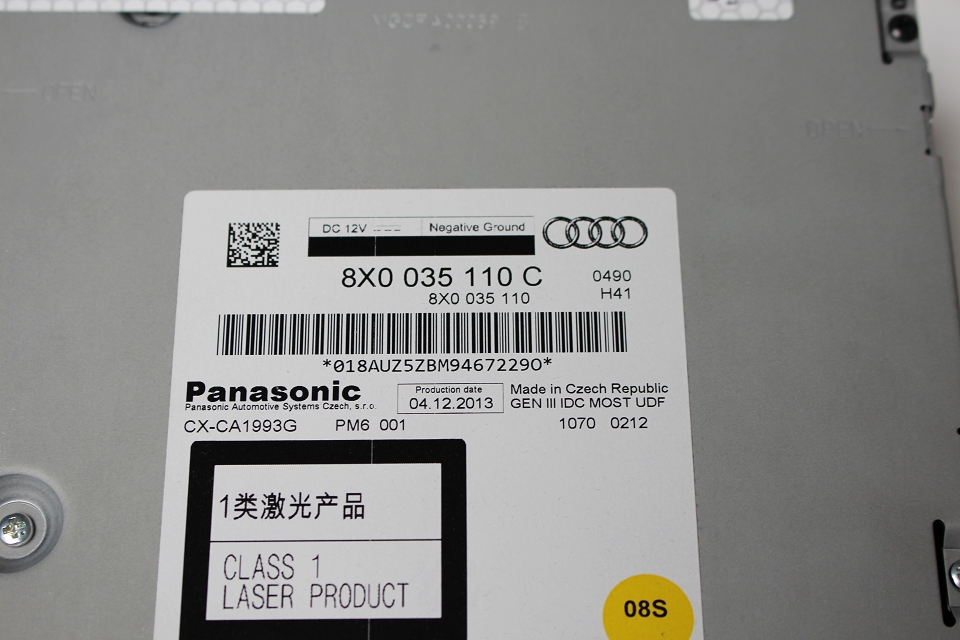 OPEN
OPEN
DC 12V Negative Ground
8X0 035 110 C 0490
8X0 035 110 H41
*018AUZ5ZBM9467229O*
Panasonic Production date Made in Czech Republic
Panasonic Automotive Systems Czech, s.r.o. 04.12.2013 GEN III IDC MOST UDF
CX-CA1993G PM6 001 1070 0212
1类激光产品
CLASS 1
LASER PRODUCT
08S